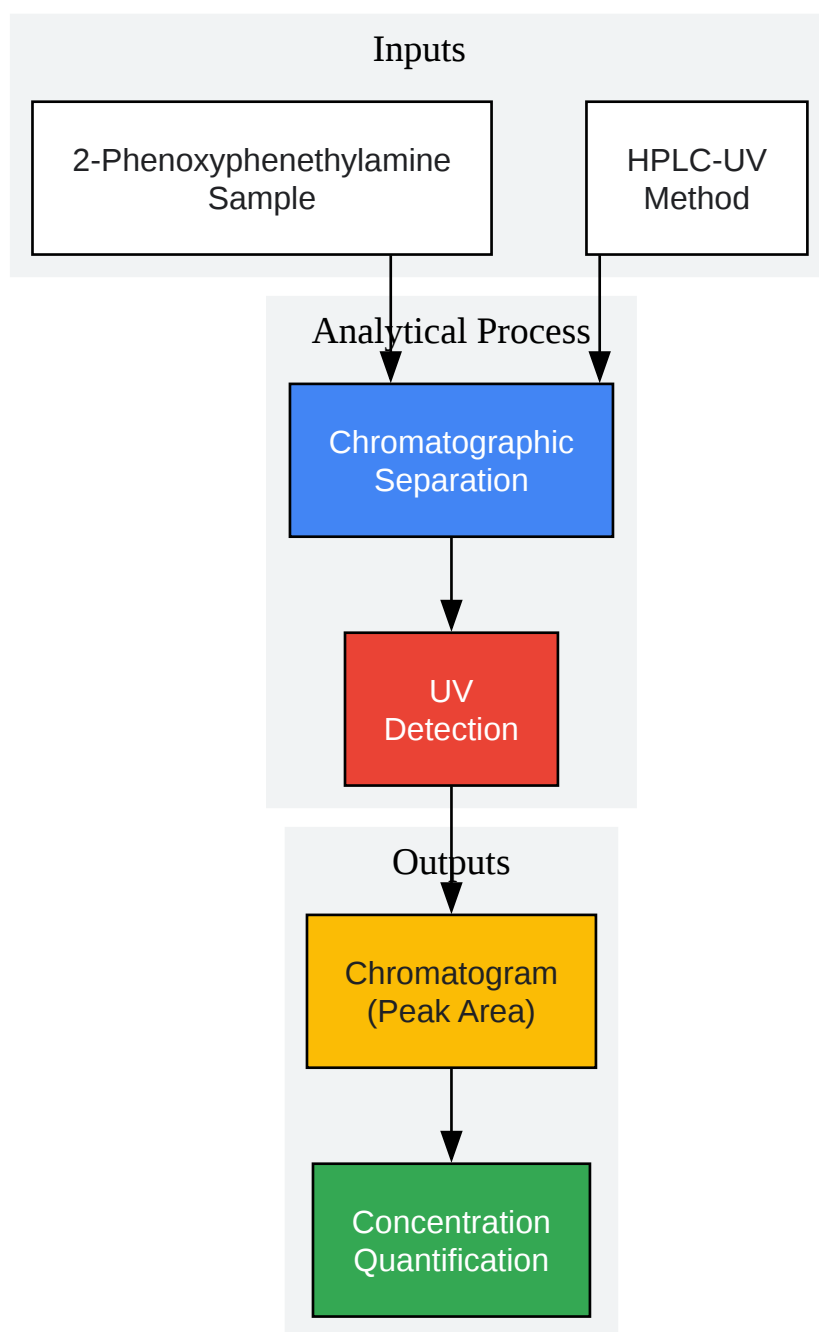 Inputs
2-Phenoxyphenethylamine
Sample
HPLC-UV
Method
Analytical Process
Chromatographic
Separation
UV
Detection
Outputs
Chromatogram
(Peak Area)
Concentration
Quantification